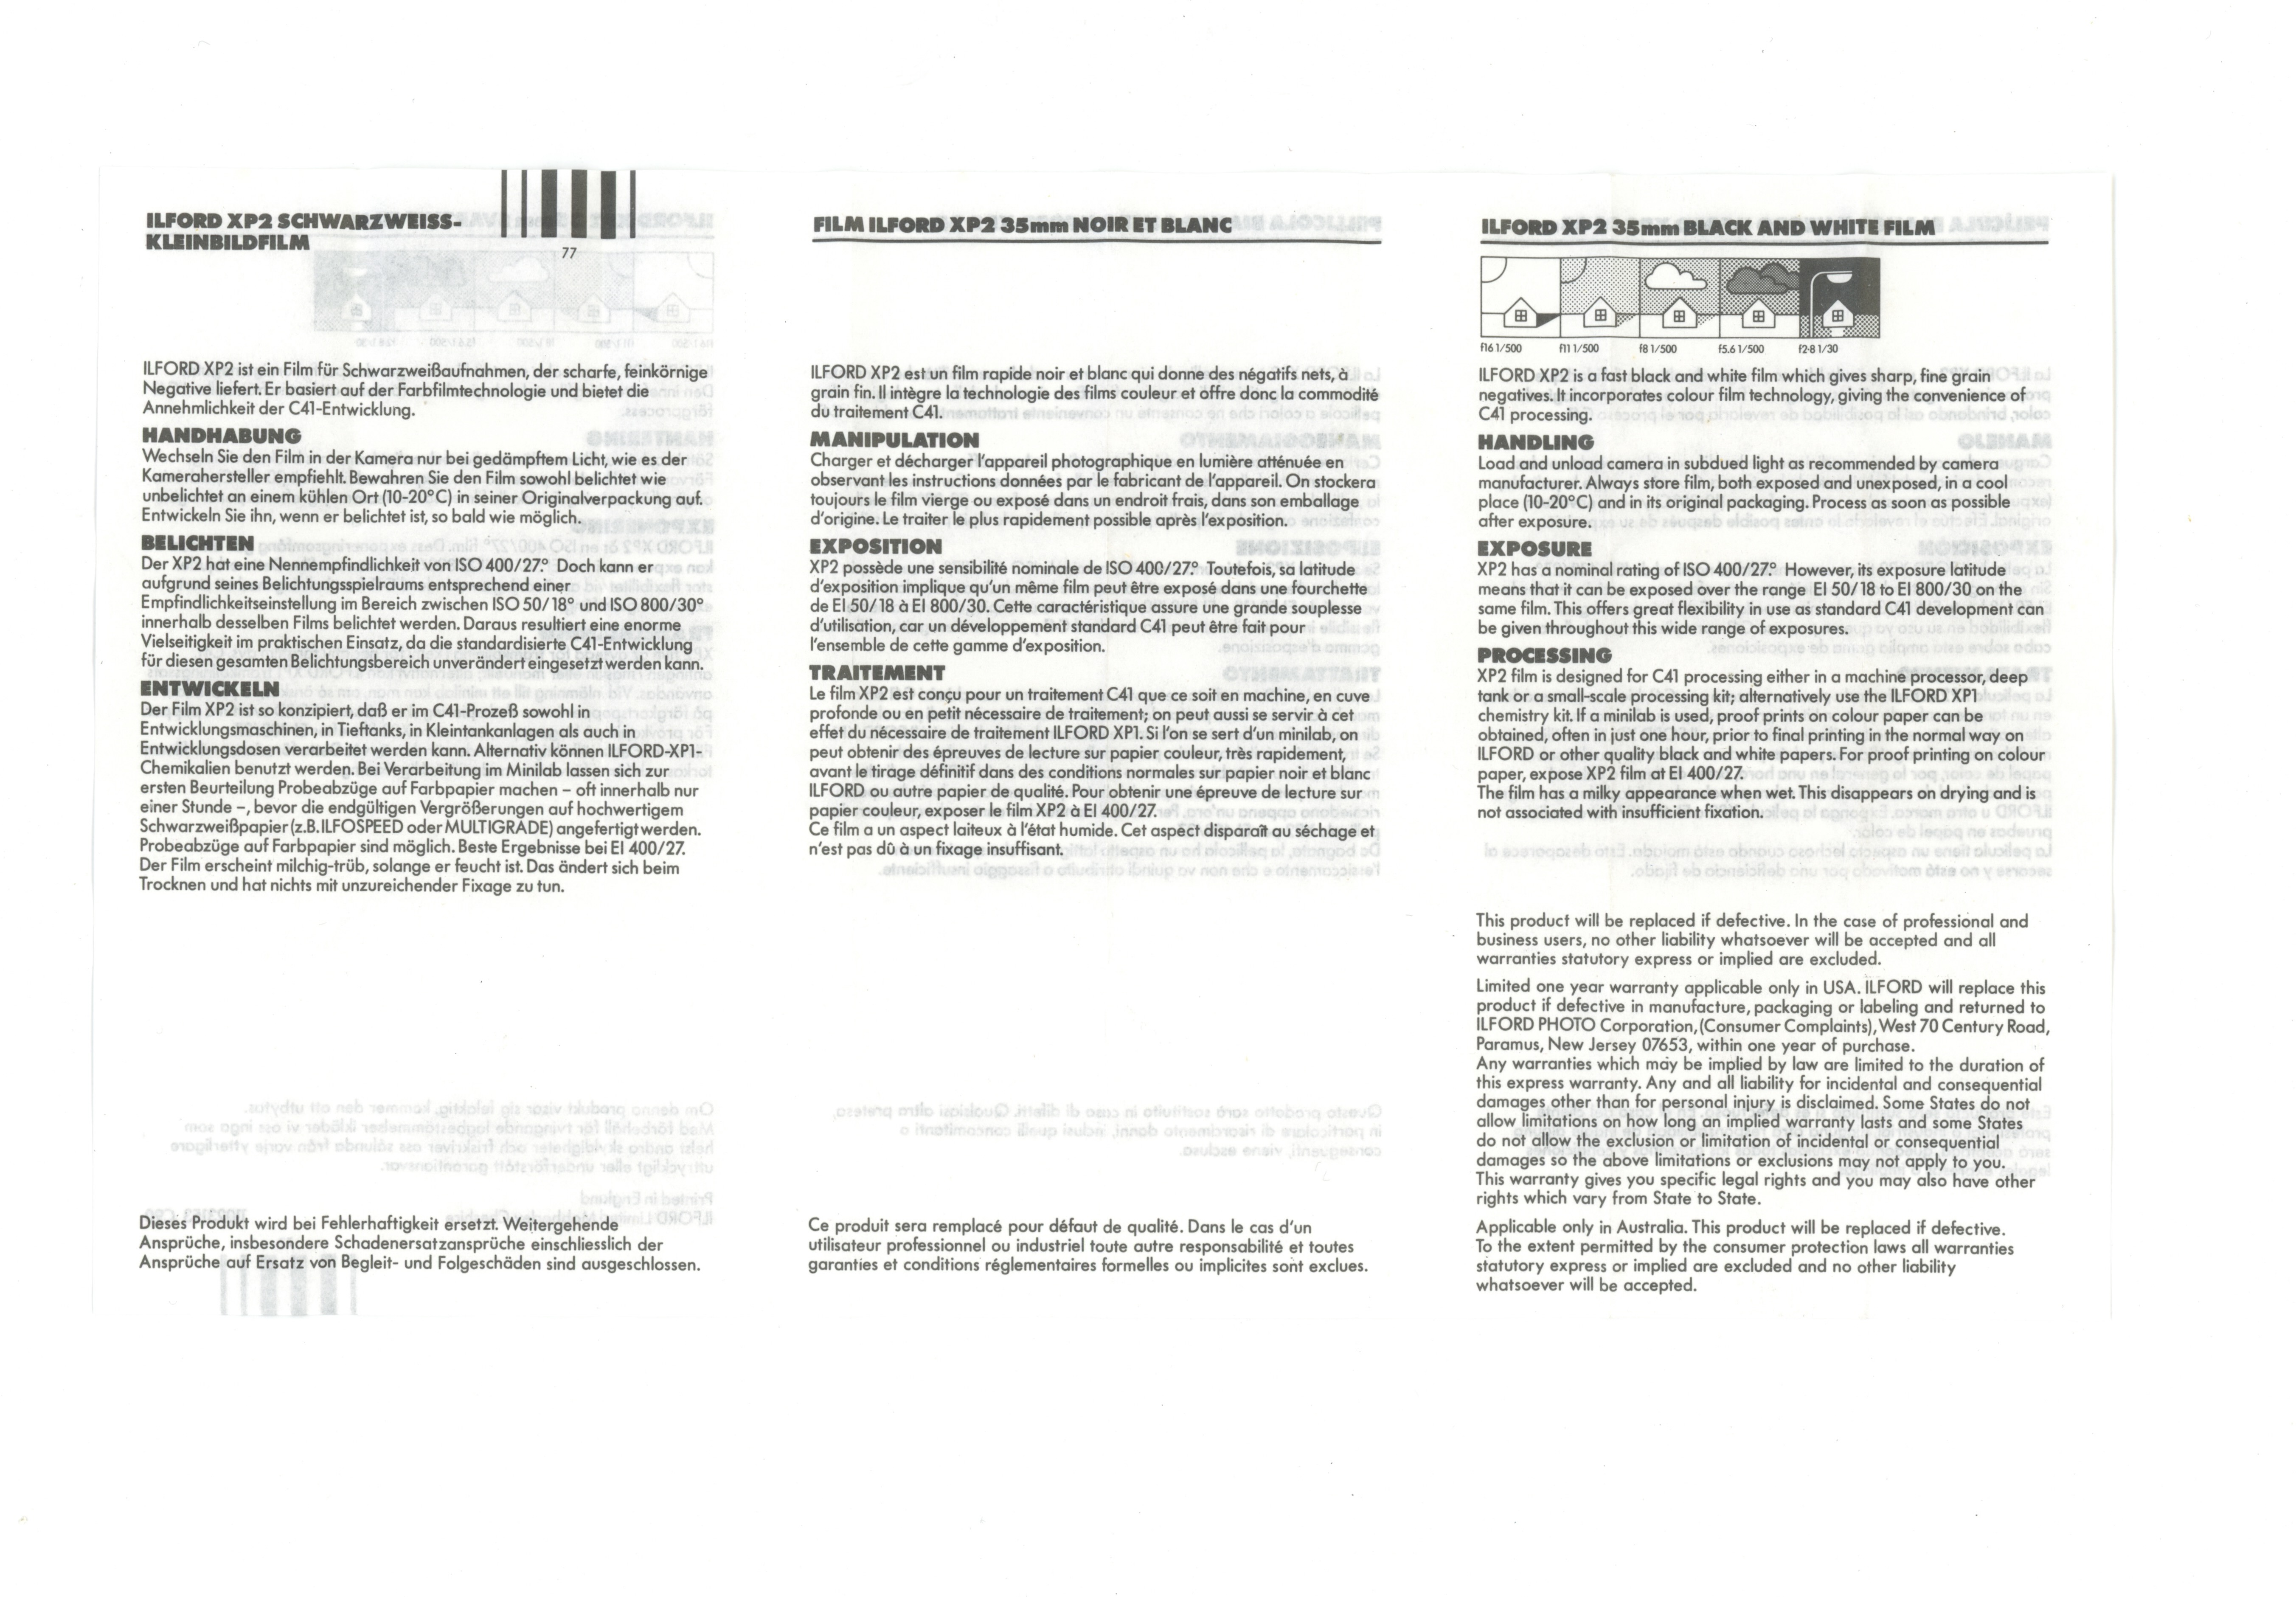 ILFORD XP2 SCHWARZWEISS-
KLEINBILDFILM
77
ILFORD XP2 ist ein Film für Schwarzweißaufnahmen, der scharfe, feinkörnige
Negative liefert. Er basiert auf der Farbfilmtechnologie und bietet die
Annehmlichkeit der C41-Entwicklung.
HANDHABUNG
Wechseln Sie den Film in der Kamera nur bei gedämpftem Licht, wie es der
Kamerahersteller empfiehlt. Bewahren Sie den Film sowohl belichtet wie
unbelichtet an einem kühlen Ort (10-20°C) in seiner Originalverpackung auf.
Entwickeln Sie ihn, wenn er belichtet ist, so bald wie möglich.
BELICHTEN
Der XP2 hat eine Nennempfindlichkeit von ISO 400/27.° Doch kann er
aufgrund seines Belichtungsspielraums entsprechend einer
Empfindlichkeitseinstellung im Bereich zwischen ISO 50/18° und ISO 800/30°
innerhalb desselben Films belichtet werden. Daraus resultiert eine enorme
Vielseitigkeit im praktischen Einsatz, da die standardisierte C41-Entwicklung
für diesen gesamten Belichtungsbereich unverändert eingesetzt werden kann.
ENTWICKELN
Der Film XP2 ist so konzipiert, daß er im C41-Prozeß sowohl in
Entwicklungsmaschinen, in Tieftanks, in Kleintankanlagen als auch in
Entwicklungsdosen verarbeitet werden kann. Alternativ können ILFORD-XP1-
Chemikalien benutzt werden. Bei Verarbeitung im Minilab lassen sich zur
ersten Beurteilung Probeabzüge auf Farbpapier machen – oft innerhalb nur
einer Stunde –, bevor die endgültigen Vergrößerungen auf hochwertigem
Schwarzweißpapier (z.B. ILFOSPEED oder MULTIGRADE) angefertigt werden.
Probeabzüge auf Farbpapier sind möglich. Beste Ergebnisse bei EI 400/27.
Der Film erscheint milchig-trüb, solange er feucht ist. Das ändert sich beim
Trocknen und hat nichts mit unzureichender Fixage zu tun.
Dieses Produkt wird bei Fehlerhaftigkeit ersetzt. Weitergehende
Ansprüche, insbesondere Schadenersatzansprüche einschliesslich der
Ansprüche auf Ersatz von Begleit- und Folgeschäden sind ausgeschlossen.
FILM ILFORD XP2 35mm NOIR ET BLANC
ILFORD XP2 est un film rapide noir et blanc qui donne des négatifs nets, à
grain fin. Il intègre la technologie des films couleur et offre donc la commodité
du traitement C41.
MANIPULATION
Charger et décharger l'appareil photographique en lumière atténuée en
observant les instructions données par le fabricant de l'appareil. On stockera
toujours le film vierge ou exposé dans un endroit frais, dans son emballage
d'origine. Le traiter le plus rapidement possible après l'exposition.
EXPOSITION
XP2 possède une sensibilité nominale de ISO 400/27.° Toutefois, sa latitude
d'exposition implique qu'un même film peut être exposé dans une fourchette
de EI 50/18 à EI 800/30. Cette caractéristique assure une grande souplesse
d'utilisation, car un développement standard C41 peut être fait pour
l'ensemble de cette gamme d'exposition.
TRAITEMENT
Le film XP2 est conçu pour un traitement C41 que ce soit en machine, en cuve
profonde ou en petit nécessaire de traitement; on peut aussi se servir à cet
effet du nécessaire de traitement ILFORD XP1. Si l'on se sert d'un minilab, on
peut obtenir des épreuves de lecture sur papier couleur, très rapidement,
avant le tirage définitif dans des conditions normales sur papier noir et blanc
ILFORD ou autre papier de qualité. Pour obtenir une épreuve de lecture sur
papier couleur, exposer le film XP2 à EI 400/27.
Ce film a un aspect laiteux à l'état humide. Cet aspect disparaît au séchage et
n'est pas dû à un fixage insuffisant.
Ce produit sera remplacé pour défaut de qualité. Dans le cas d'un
utilisateur professionnel ou industriel toute autre responsabilité et toutes
garanties et conditions réglementaires formelles ou implicites sont exclues.
ILFORD XP2 35mm BLACK AND WHITE FILM
f16 1/500 f11 1/500 f8 1/500 f5.6 1/500 f2·8 1/30
ILFORD XP2 is a fast black and white film which gives sharp, fine grain
negatives. It incorporates colour film technology, giving the convenience of
C41 processing.
HANDLING
Load and unload camera in subdued light as recommended by camera
manufacturer. Always store film, both exposed and unexposed, in a cool
place (10-20°C) and in its original packaging. Process as soon as possible
after exposure.
EXPOSURE
XP2 has a nominal rating of ISO 400/27.° However, its exposure latitude
means that it can be exposed over the range EI 50/18 to EI 800/30 on the
same film. This offers great flexibility in use as standard C41 development can
be given throughout this wide range of exposures.
PROCESSING
XP2 film is designed for C41 processing either in a machine processor, deep
tank or a small-scale processing kit; alternatively use the ILFORD XP1
chemistry kit. If a minilab is used, proof prints on colour paper can be
obtained, often in just one hour, prior to final printing in the normal way on
ILFORD or other quality black and white papers. For proof printing on colour
paper, expose XP2 film at EI 400/27.
The film has a milky appearance when wet. This disappears on drying and is
not associated with insufficient fixation.
This product will be replaced if defective. In the case of professional and
business users, no other liability whatsoever will be accepted and all
warranties statutory express or implied are excluded.
Limited one year warranty applicable only in USA. ILFORD will replace this
product if defective in manufacture, packaging or labeling and returned to
ILFORD PHOTO Corporation, (Consumer Complaints), West 70 Century Road,
Paramus, New Jersey 07653, within one year of purchase.
Any warranties which may be implied by law are limited to the duration of
this express warranty. Any and all liability for incidental and consequential
damages other than for personal injury is disclaimed. Some States do not
allow limitations on how long an implied warranty lasts and some States
do not allow the exclusion or limitation of incidental or consequential
damages so the above limitations or exclusions may not apply to you.
This warranty gives you specific legal rights and you may also have other
rights which vary from State to State.
Applicable only in Australia. This product will be replaced if defective.
To the extent permitted by the consumer protection laws all warranties
statutory express or implied are excluded and no other liability
whatsoever will be accepted.